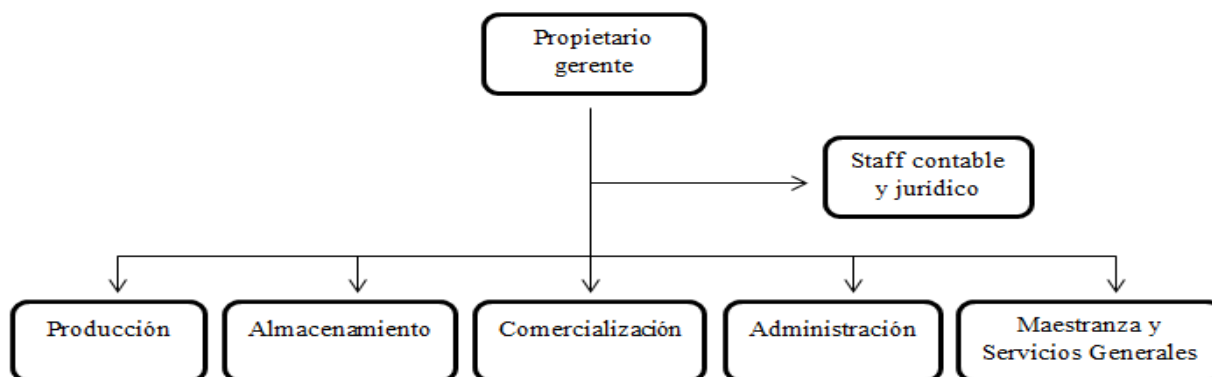 Propietario
gerente
Staff contable
y jurídico
Producción
Almacenamiento
Comercialización
Administración
Maestranza y
Servicios Generales